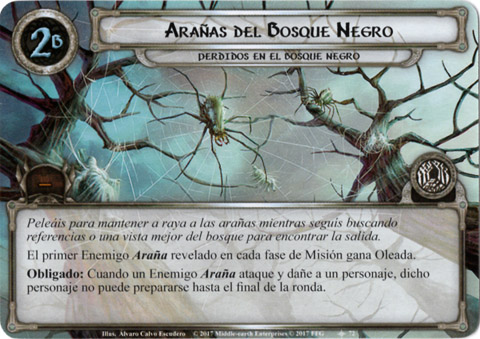 2B
Arañas del Bosque Negro
Perdidos en el Bosque Negro
–
Peleáis para mantener a raya a las arañas mientras seguís buscando
referencias o una vista mejor del bosque para encontrar la salida.
El primer Enemigo Araña revelado en cada fase de Misión gana Oleada.
Obligado: Cuando un Enemigo Araña ataque y dañe a un personaje, dicho
personaje no puede prepararse hasta el final de la ronda.
Illus. Álvaro Calvo Escudero © 2017 Middle-earth Enterprises © 2017 FFG 72